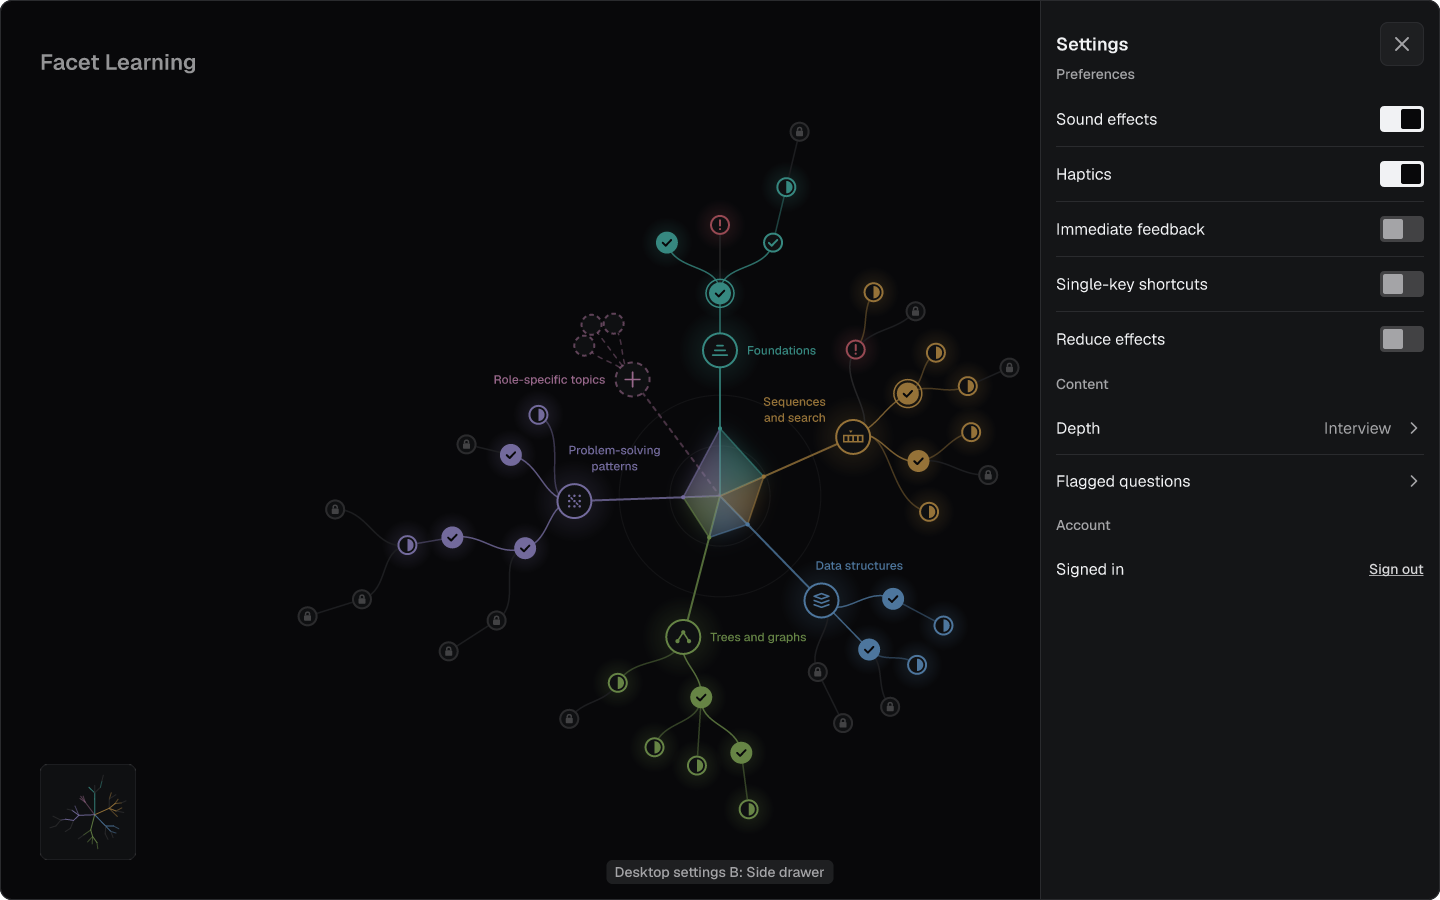 Facet Learning
Foundations
Role-specific topics
Sequences
and search
Problem-solving
patterns
Data structures
Trees and graphs
Desktop settings B: Side drawer
Settings
Preferences
Sound effects
Haptics
Immediate feedback
Single-key shortcuts
Reduce effects
Content
Depth Interview
Flagged questions
Account
Signed in Sign out